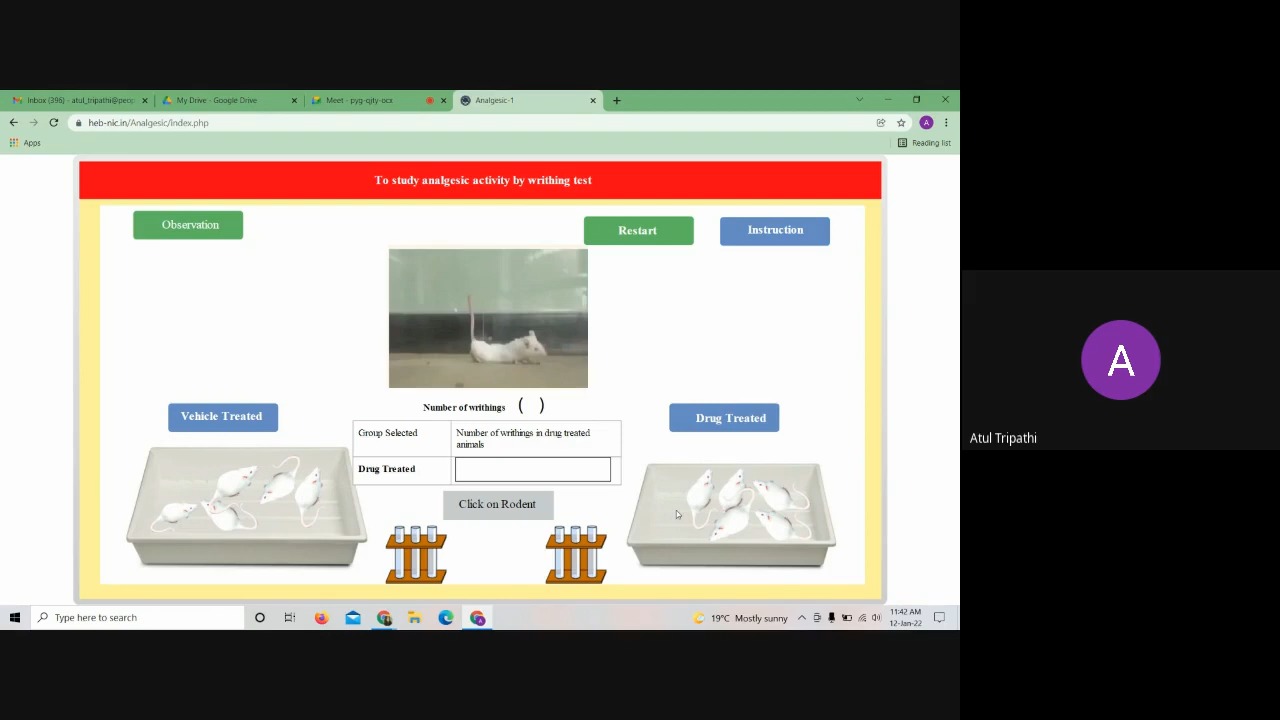 Inbox (396) - atul_tripathi@peop
My Drive - Google Drive
Meet - pyg-qjty-ocx
Analgesic-1
heb-nic.in/Analgesic/index.php
A
Apps
Reading list
To study analgesic activity by writhing test
Observation
Restart
Instruction
Number of writhings ( )
Vehicle Treated
Drug Treated
Group Selected
Number of writhings in drug treated
animals
Drug Treated
Click on Rodent
A
Atul Tripathi
Type here to search
19°C Mostly sunny
11:42 AM
12-Jan-22